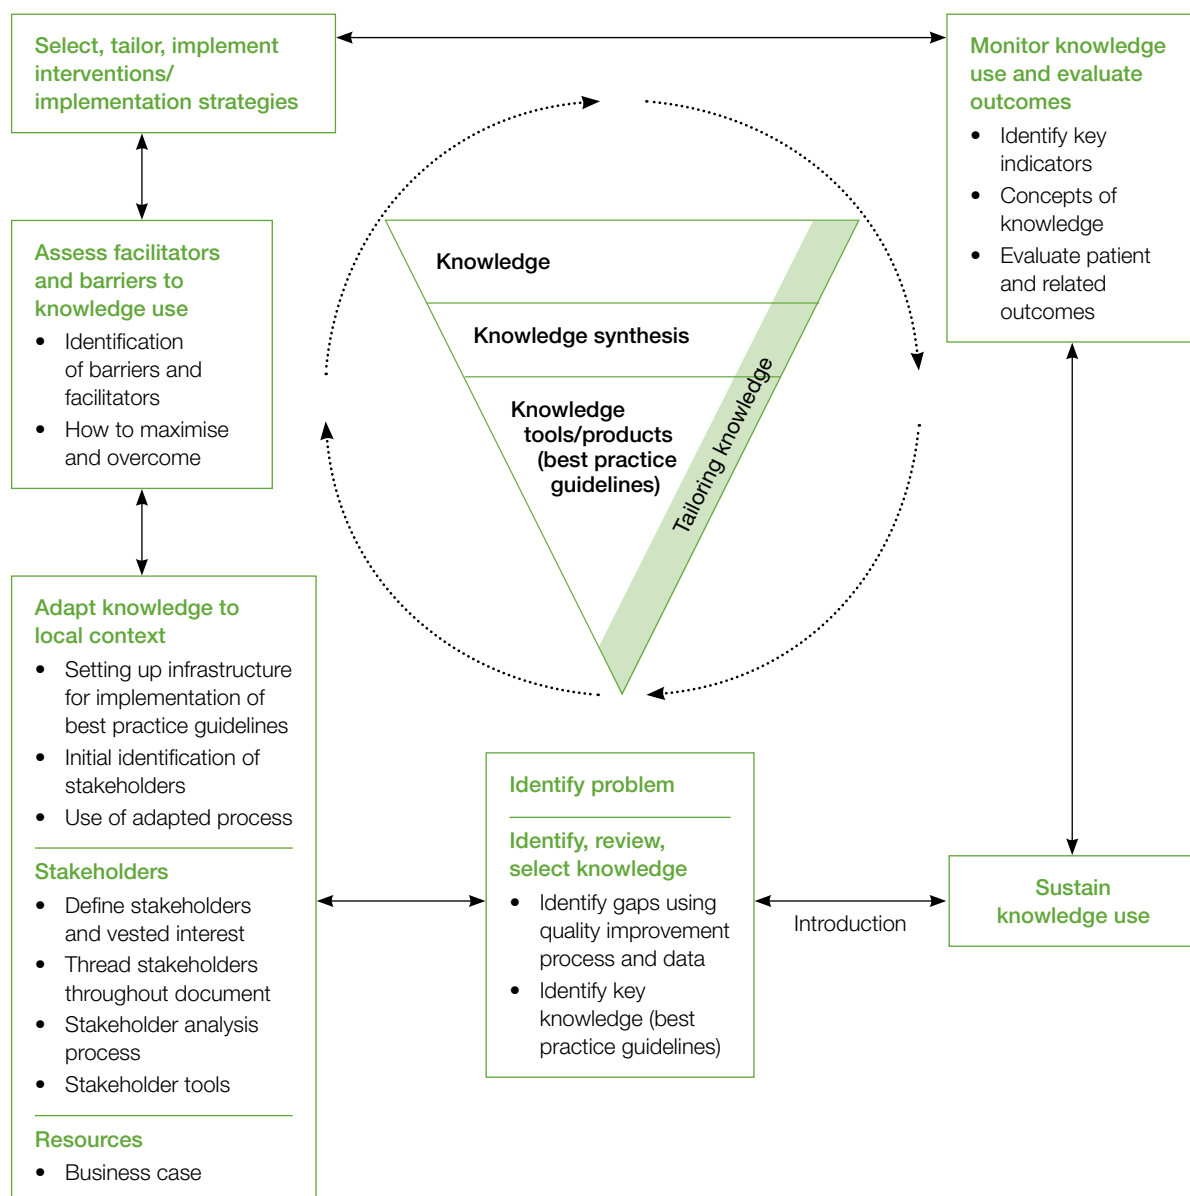 Select, tailor, implement
interventions/
implementation strategies
Monitor knowledge
use and evaluate
outcomes
• Identify key
indicators
• Concepts of
knowledge
• Evaluate patient
and related
outcomes
Assess facilitators
and barriers to
knowledge use
• Identification
of barriers and
facilitators
• How to maximise
and overcome
Knowledge
Knowledge synthesis
Knowledge
tools/products
(best practice
guidelines)
Tailoring knowledge
Adapt knowledge to
local context
• Setting up infrastructure
for implementation of
best practice guidelines
• Initial identification of
stakeholders
• Use of adapted process
Stakeholders
• Define stakeholders
and vested interest
• Thread stakeholders
throughout document
• Stakeholder analysis
process
• Stakeholder tools
Resources
• Business case
Identify problem
Identify, review,
select knowledge
• Identify gaps using
quality improvement
process and data
• Identify key
knowledge (best
practice guidelines)
Introduction
Sustain
knowledge use